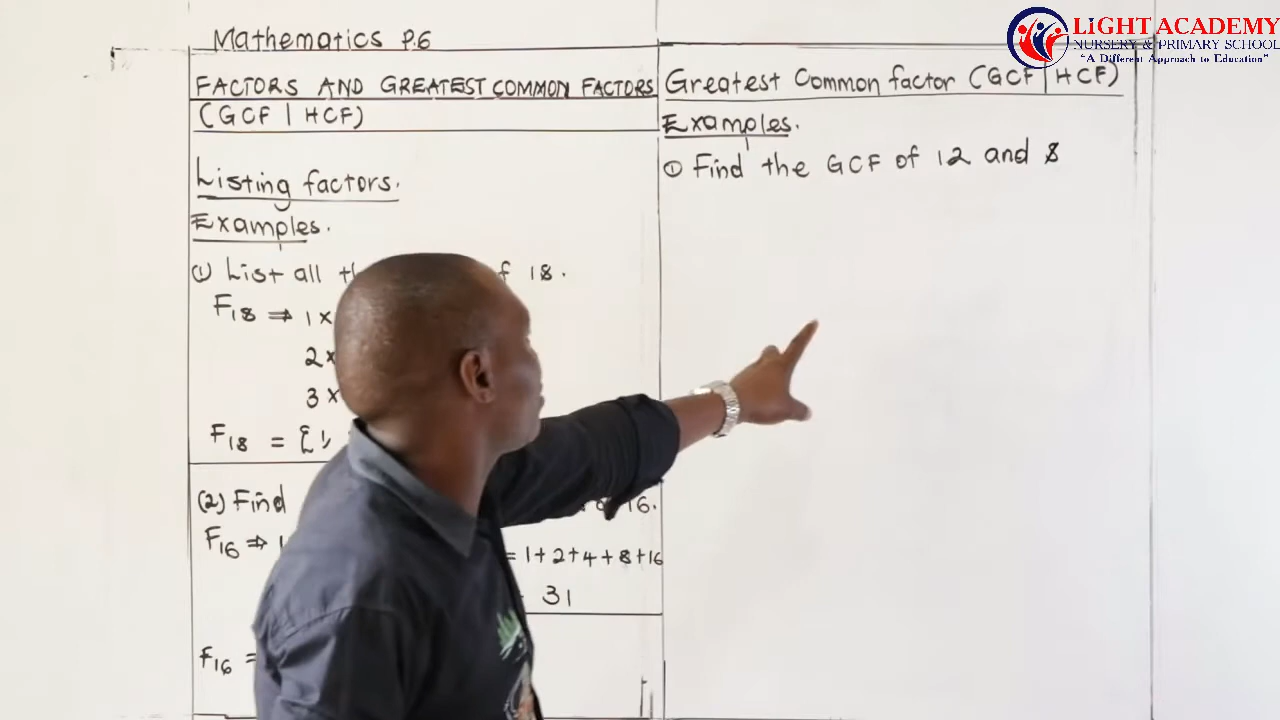 LIGHT ACADEMY
NURSERY & PRIMARY SCHOOL
"A Different Approach to Education"
Mathematics P.6
FACTORS AND GREATEST COMMON FACTORS
(GCF | HCF)
Listing factors.
Examples.
① List all f 18.
F18 ⇒ 1 ×
2 ×
3 ×
F18 = {1,
(2) Find 16.
F16 ⇒ 1
= 1 + 2 + 4 + 8 + 16
31
F16 =
Greatest Common factor (GCF | HCF)
Examples.
① Find the GCF of 12 and 8